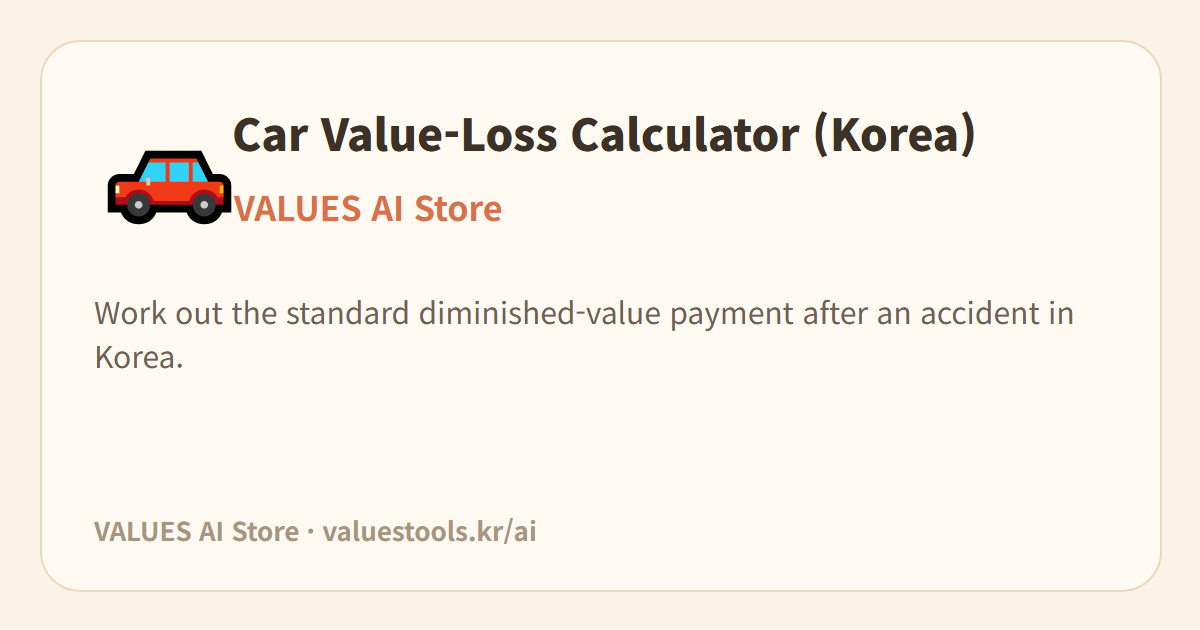 Car Value-Loss Calculator (Korea)
VALUES AI Store
Work out the standard diminished-value payment after an accident in
Korea.
VALUES AI Store · valuestools.kr/ai